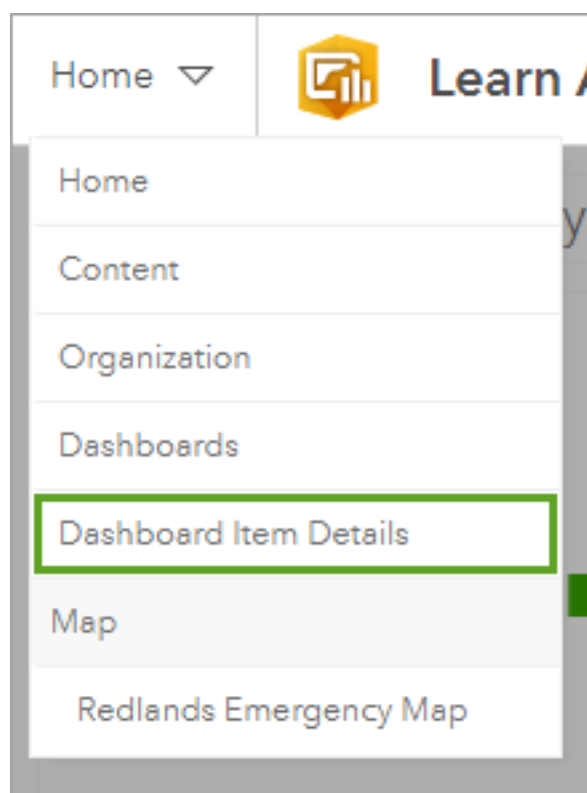 Home
Learn
Home
Content
Organization
Dashboards
Dashboard Item Details
Map
Redlands Emergency Map